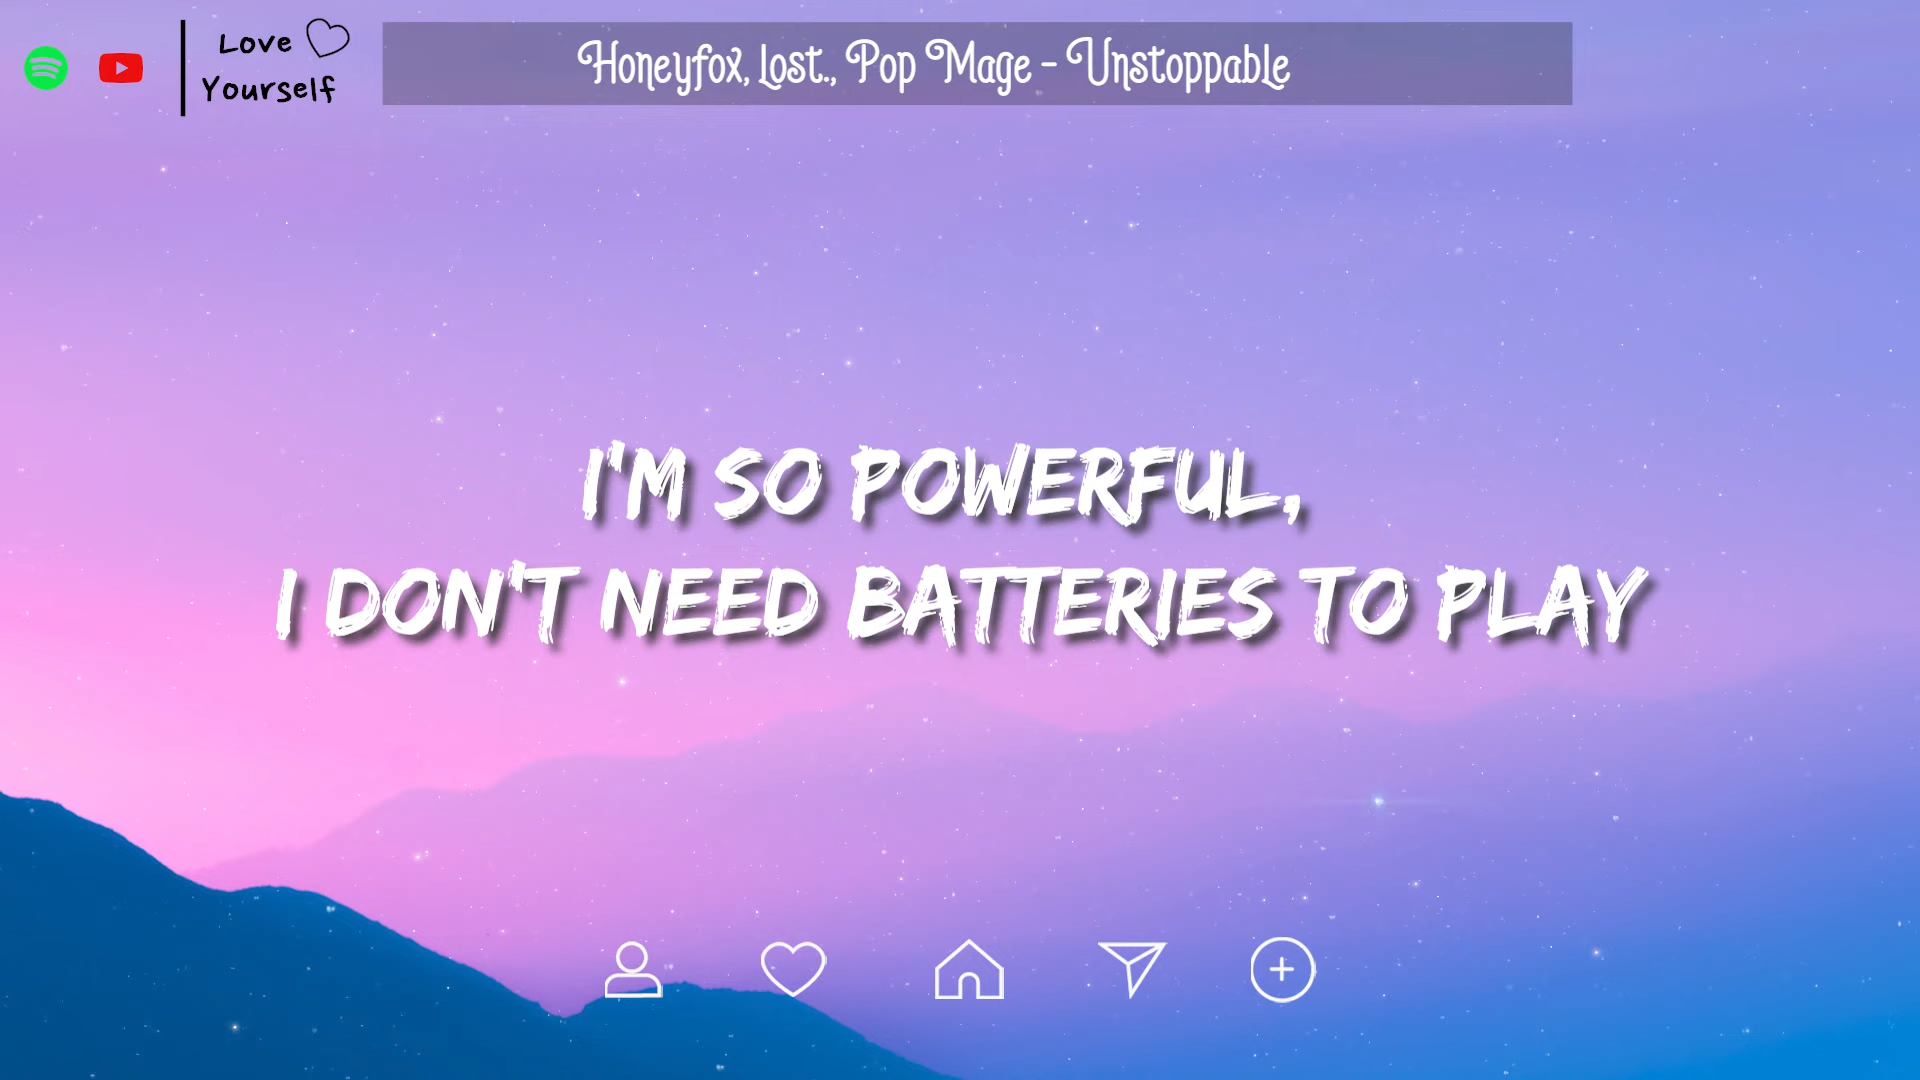 Love
Yourself
Honeyfox, Lost., Pop Mage - Unstoppable
I'M SO POWERFUL,
I DON'T NEED BATTERIES TO PLAY